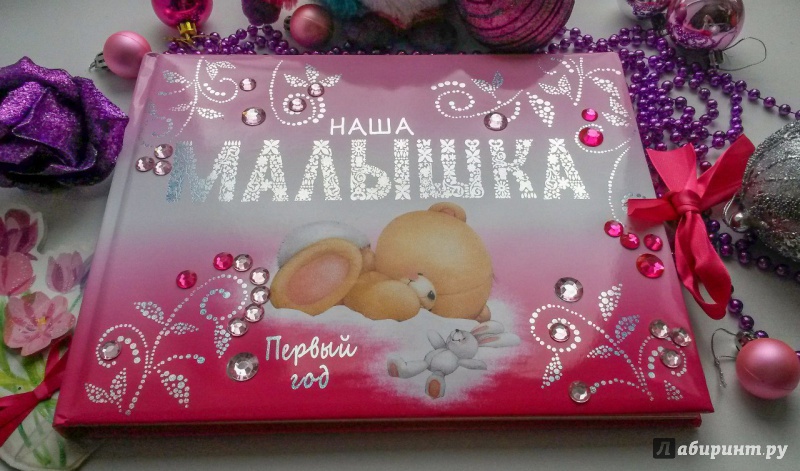 НАША
МАЛЫШКА
Первый
год
Лабиринт.ру